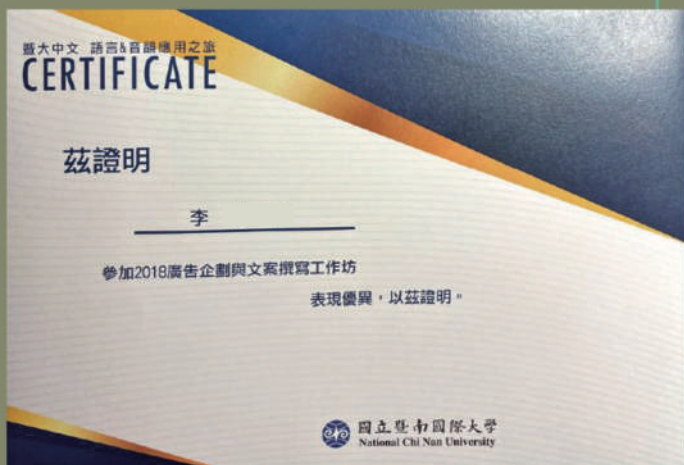 暨大中文 語言&音韻應用之旅
CERTIFICATE
茲證明
李
參加2018廣告企劃與文案撰寫工作坊
表現優異，以茲證明。
國立暨南國際大學
National Chi Nan University